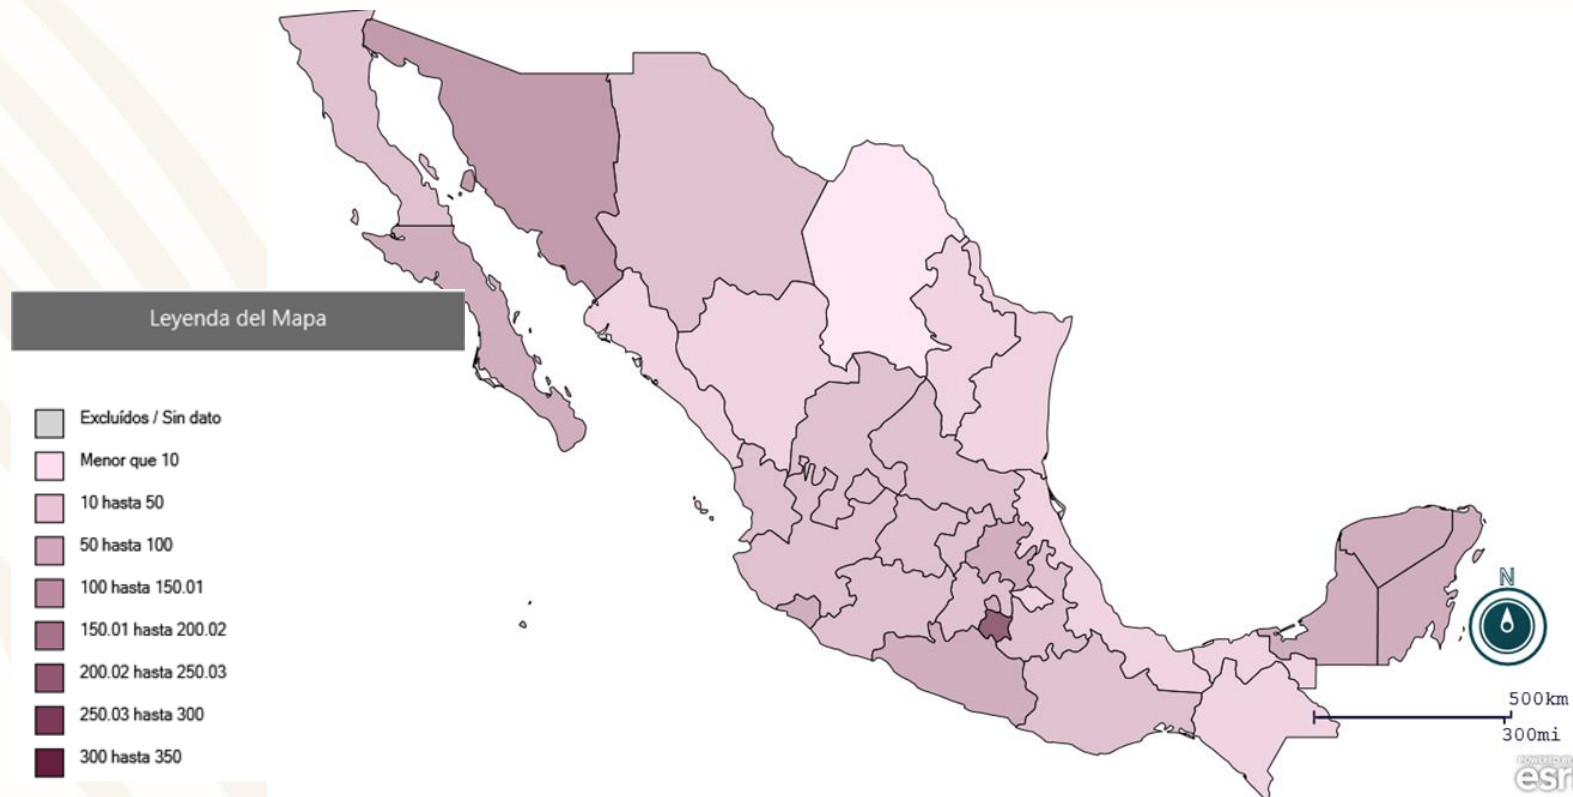 Leyenda del Mapa
Excluídos / Sin dato
Menor que 10
10 hasta 50
50 hasta 100
100 hasta 150.01
150.01 hasta 200.02
200.02 hasta 250.03
250.03 hasta 300
300 hasta 350
N
500km
300mi
POWERED BY
esri